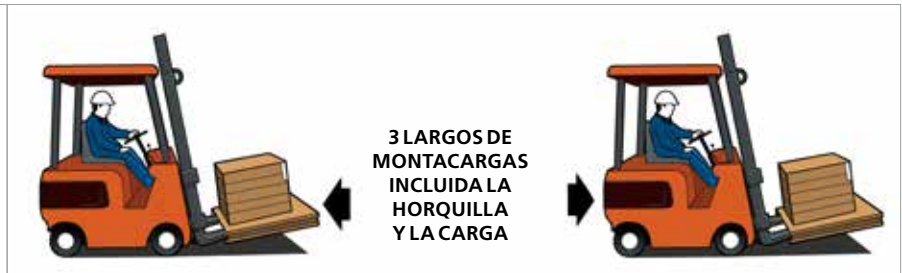 3 LARGOS DE
MONTACARGAS
INCLUIDA LA
HORQUILLA
Y LA CARGA